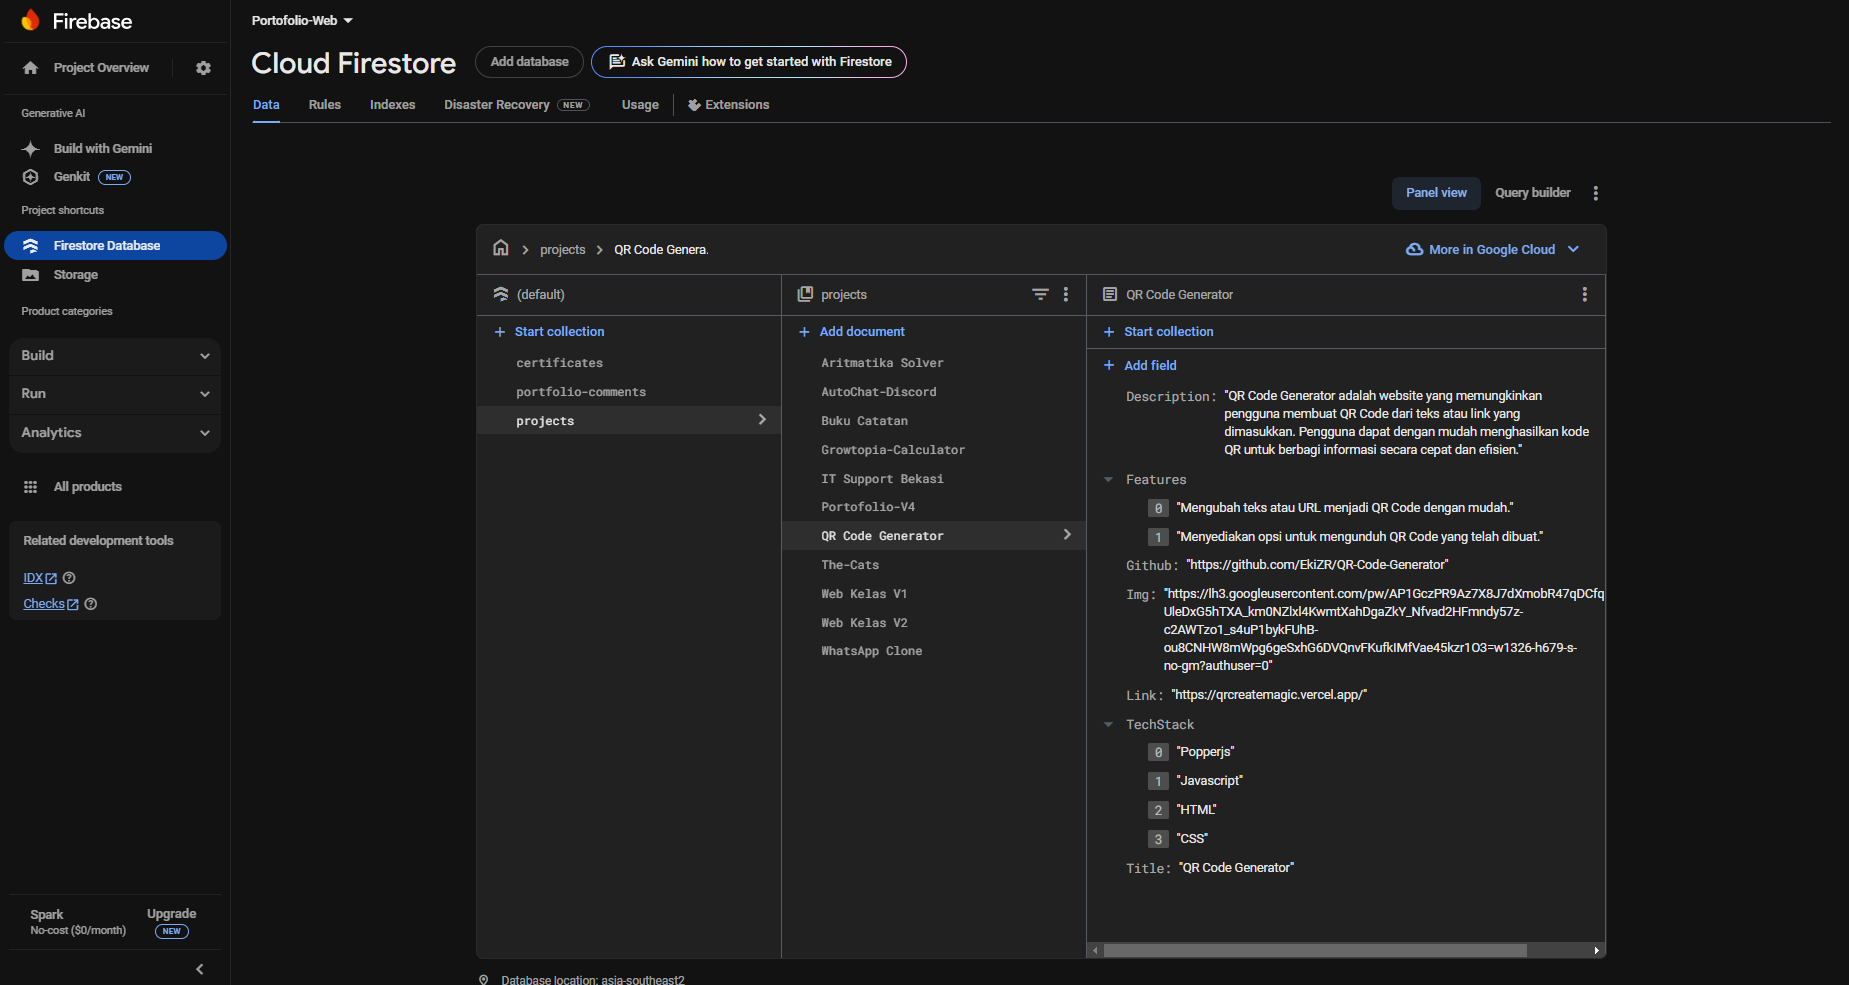 Firebase
Project Overview
Generative AI
Build with Gemini
Genkit NEW
Project shortcuts
Firestore Database
Storage
Product categories
Build
Run
Analytics
All products
Related development tools
IDX
Checks
Spark
No-cost ($0/month)
Upgrade
NEW
Portofolio-Web
Cloud Firestore
Add database
Ask Gemini how to get started with Firestore
Data Rules Indexes Disaster Recovery NEW Usage Extensions
Panel view Query builder
projects QR Code Genera.
More in Google Cloud
(default)
Start collection
certificates
portfolio-comments
projects
projects
Add document
Aritmatika Solver
AutoChat-Discord
Buku Catatan
Growtopia-Calculator
IT Support Bekasi
Portofolio-V4
QR Code Generator
The-Cats
Web Kelas V1
Web Kelas V2
WhatsApp Clone
QR Code Generator
Start collection
Add field
Description: "QR Code Generator adalah website yang memungkinkan
pengguna membuat QR Code dari teks atau link yang
dimasukkan. Pengguna dapat dengan mudah menghasilkan kode
QR untuk berbagi informasi secara cepat dan efisien."
Features
0 "Mengubah teks atau URL menjadi QR Code dengan mudah."
1 "Menyediakan opsi untuk mengunduh QR Code yang telah dibuat."
Github: "https://github.com/EkiZR/QR-Code-Generator"
Img: "https://lh3.googleusercontent.com/pw/AP1GczPR9Az7X8J7dXmobR47qDCfq
UleDxG5hTXA_km0NZlxl4KwmtXahDgaZkY_Nfvad2HFmndy57z-
c2AWTzo1_s4uP1bykFUhB-
ou8CNHW8mWpg6geSxhG6DVQnvFKufkIMfVae45kzr1O3=w1326-h679-s-
no-gm?authuser=0"
Link: "https://qrcreatemagic.vercel.app/"
TechStack
0 "Popperjs"
1 "Javascript"
2 "HTML"
3 "CSS"
Title: "QR Code Generator"
Database location: asia-southeast2